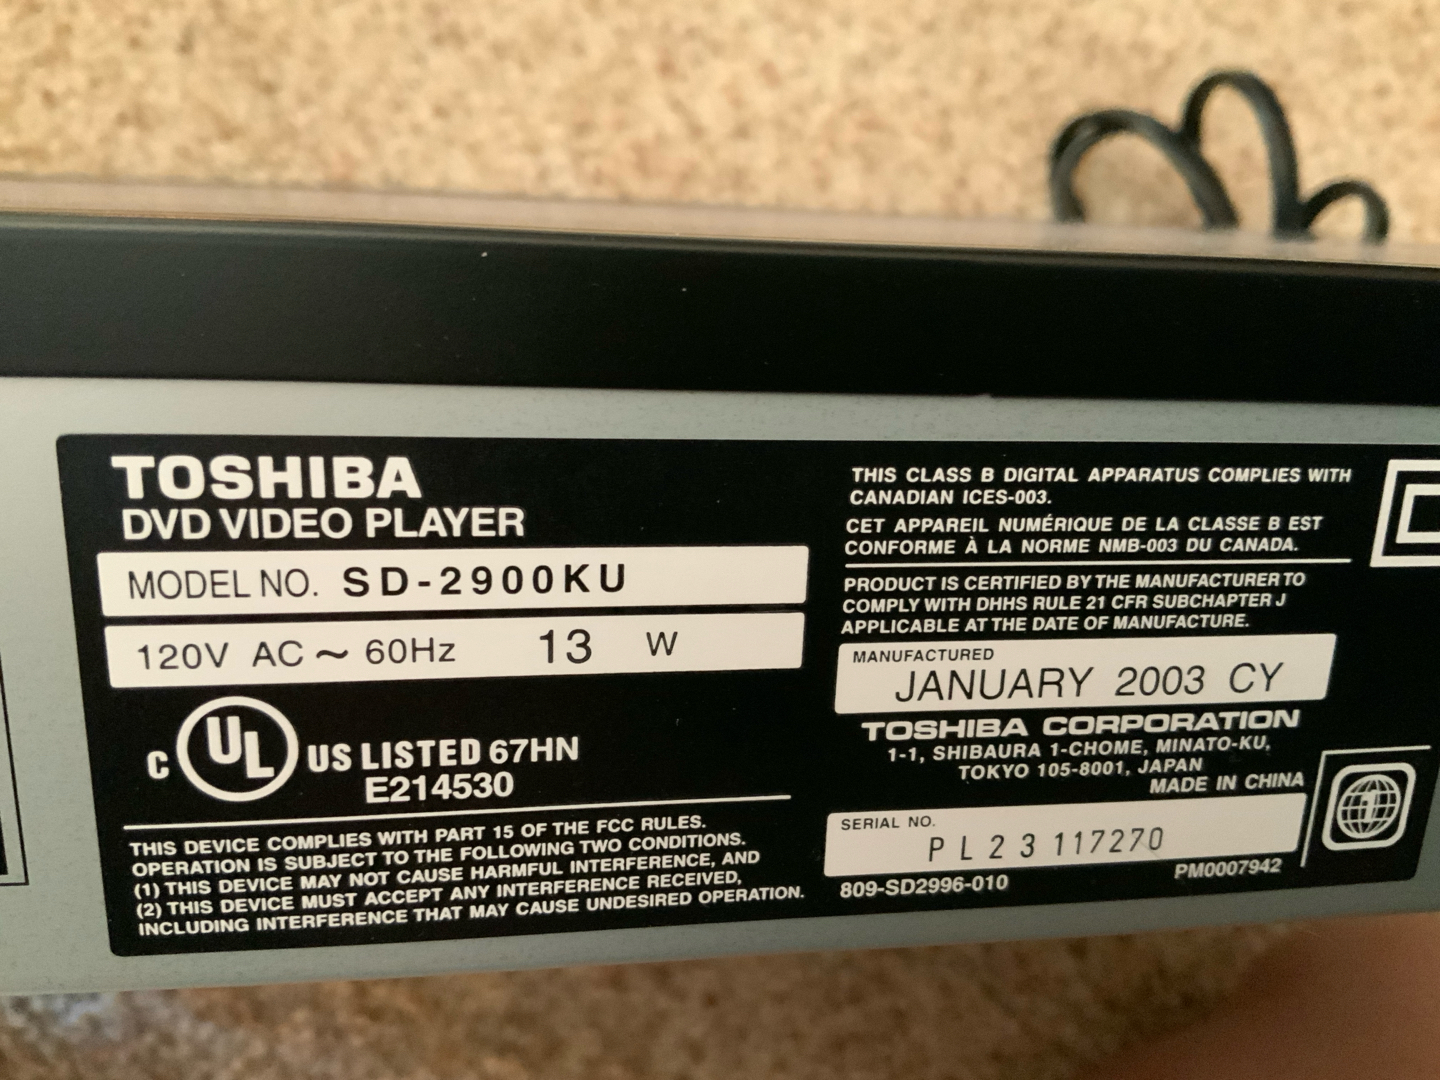 TOSHIBA
DVD VIDEO PLAYER
MODEL NO. SD-2900KU
120V AC ~ 60Hz 13 W
C UL US LISTED 67HN
E214530
THIS DEVICE COMPLIES WITH PART 15 OF THE FCC RULES.
OPERATION IS SUBJECT TO THE FOLLOWING TWO CONDITIONS.
(1) THIS DEVICE MAY NOT CAUSE HARMFUL INTERFERENCE, AND
(2) THIS DEVICE MUST ACCEPT ANY INTERFERENCE RECEIVED,
INCLUDING INTERFERENCE THAT MAY CAUSE UNDESIRED OPERATION.
THIS CLASS B DIGITAL APPARATUS COMPLIES WITH
CANADIAN ICES-003.
CET APPAREIL NUMÉRIQUE DE LA CLASSE B EST
CONFORME À LA NORME NMB-003 DU CANADA.
PRODUCT IS CERTIFIED BY THE MANUFACTURER TO
COMPLY WITH DHHS RULE 21 CFR SUBCHAPTER J
APPLICABLE AT THE DATE OF MANUFACTURE.
MANUFACTURED
JANUARY 2003 CY
TOSHIBA CORPORATION
1-1, SHIBAURA 1-CHOME, MINATO-KU,
TOKYO 105-8001, JAPAN
MADE IN CHINA
SERIAL NO.
PL23117270
809-SD2996-010 PM0007942
1